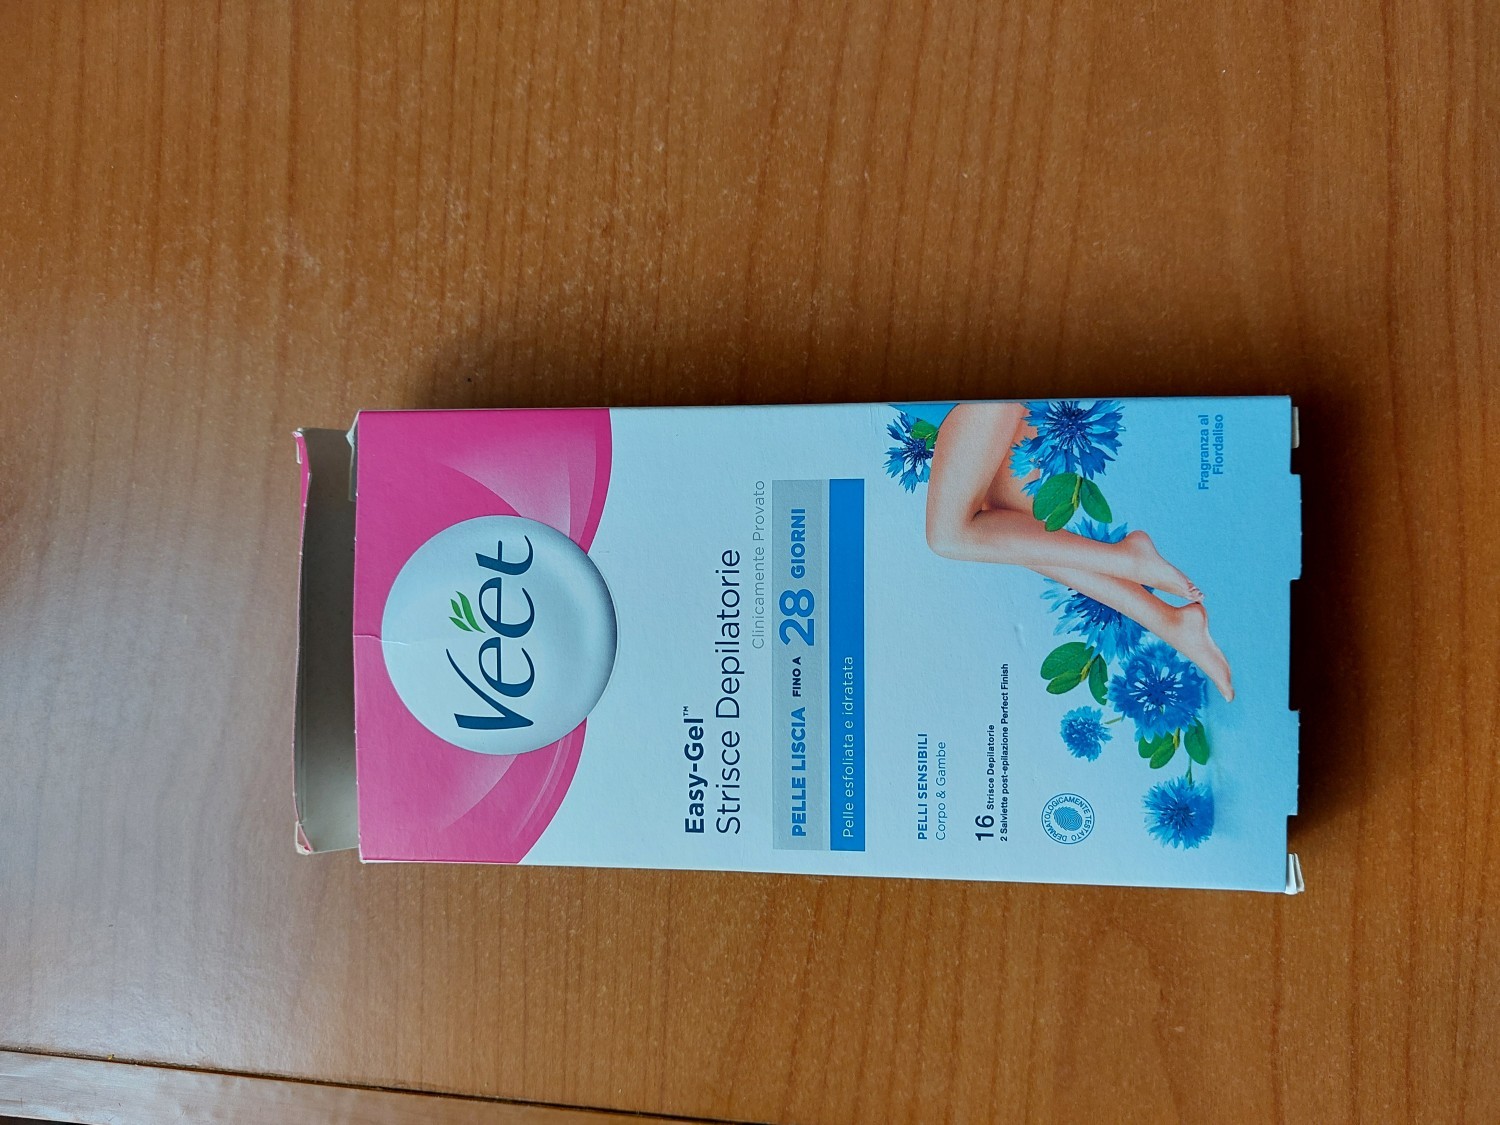 Veet
Easy-Gel™
Strisce Depilatorie
Clinicamente Provato
PELLE LISCIA FINO A 28 GIORNI
Pelle esfoliata e idratata
PELLI SENSIBILI
Corpo & Gambe
16 Strisce Depilatorie
2 Salviette post-epilazione Perfect Finish
DERMATOLOGICAMENTE TESTATO
Fragranza al
Fiordaliso